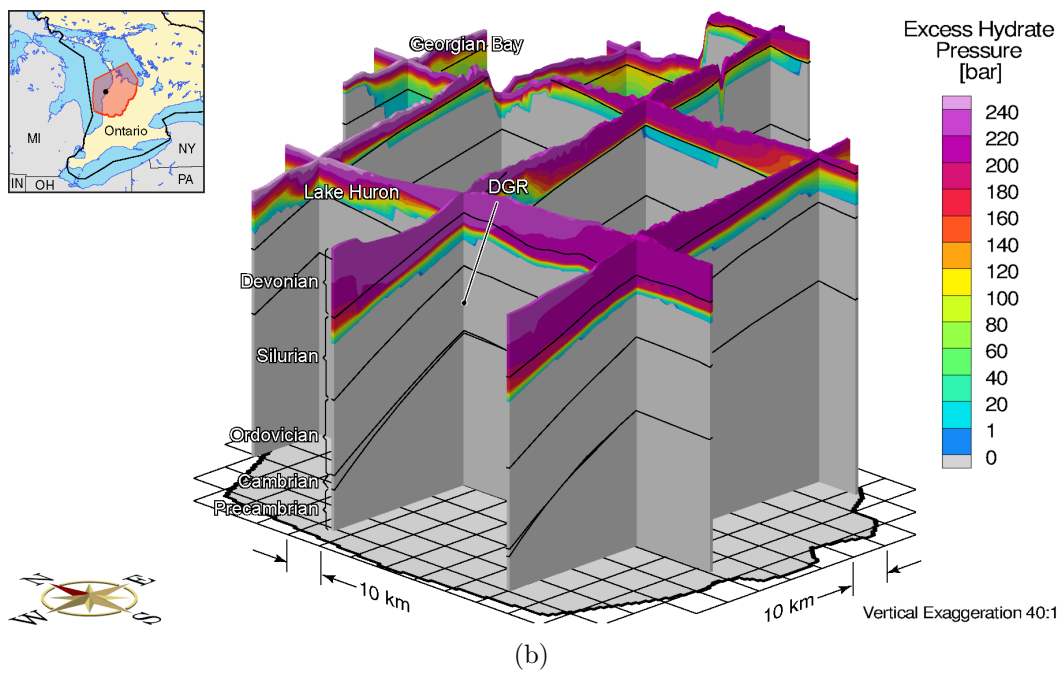 MI
Ontario
NY
PA
IN
OH
Georgian Bay
Lake Huron
DGR
Devonian
Silurian
Ordovician
Cambrian
Precambrian
Excess Hydrate
Pressure
[bar]
240
220
200
180
160
140
120
100
80
60
40
20
1
0
N
E
W
S
10 km
10 km
Vertical Exaggeration 40:1
(b)